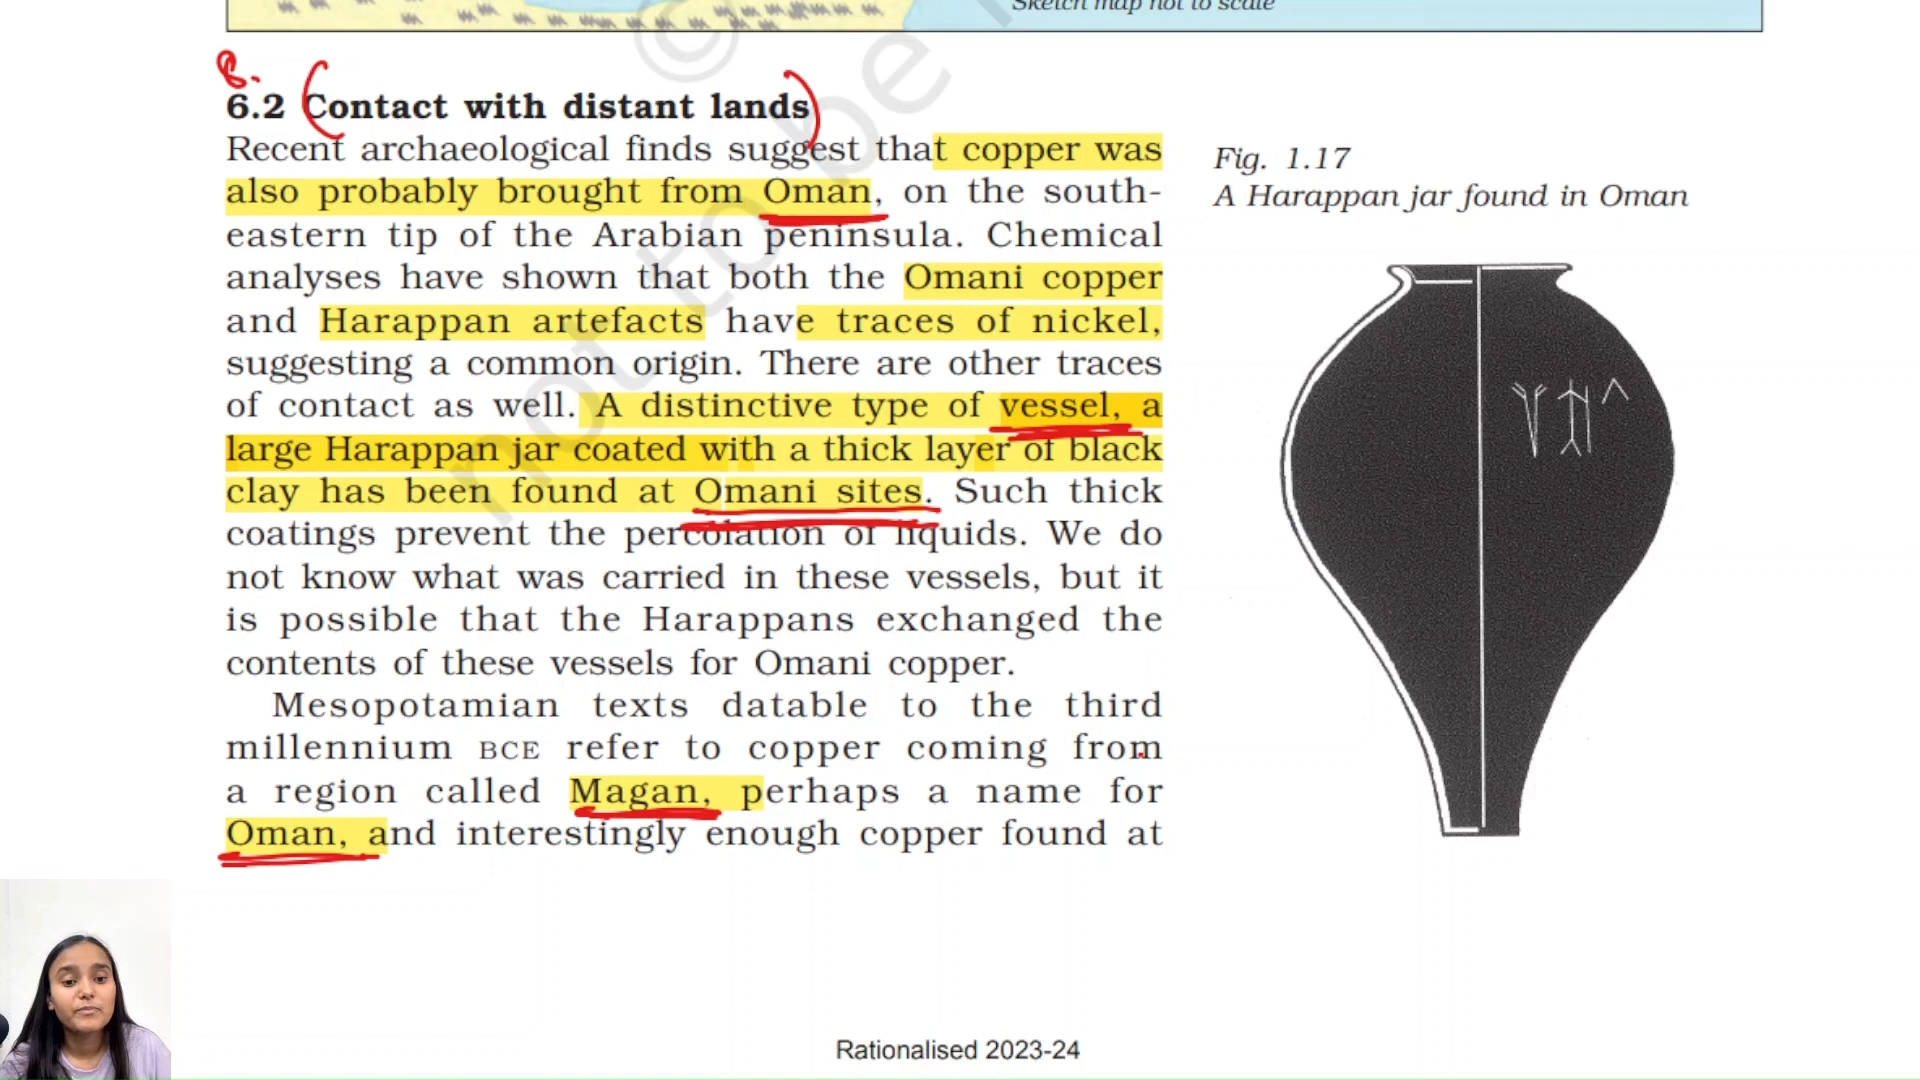 Sketch map not to scale
8.
6.2 Contact with distant lands
Recent archaeological finds suggest that copper was
also probably brought from Oman, on the south-
eastern tip of the Arabian peninsula. Chemical
analyses have shown that both the Omani copper
and Harappan artefacts have traces of nickel,
suggesting a common origin. There are other traces
of contact as well. A distinctive type of vessel, a
large Harappan jar coated with a thick layer of black
clay has been found at Omani sites. Such thick
coatings prevent the percolation of liquids. We do
not know what was carried in these vessels, but it
is possible that the Harappans exchanged the
contents of these vessels for Omani copper.
Mesopotamian texts datable to the third
millennium BCE refer to copper coming from
a region called Magan, perhaps a name for
Oman, and interestingly enough copper found at
Fig. 1.17
A Harappan jar found in Oman
not to be
©
Rationalised 2023-24